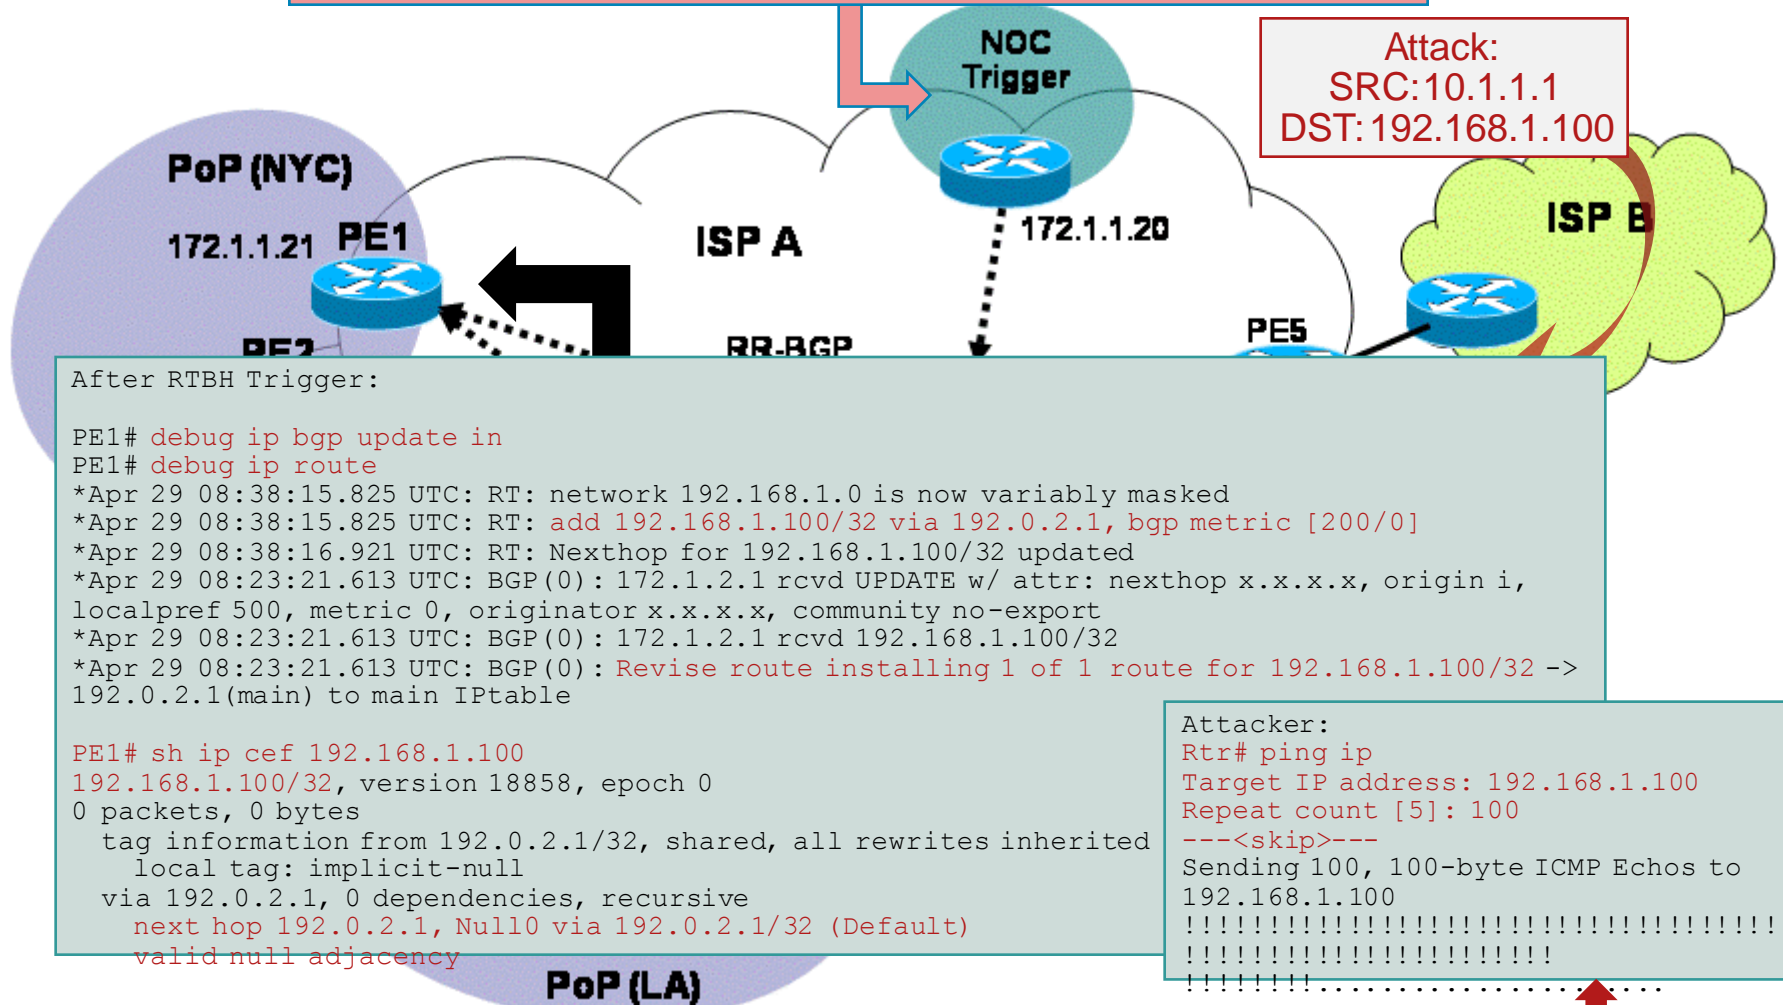 NOC
Trigger
Attack:
SRC:10.1.1.1
DST:192.168.1.100
PoP (NYC)
172.1.1.21
PE1
ISP A
172.1.1.20
ISP B
PE5
PE2
RR-BGP
After RTBH Trigger:
PE1# debug ip bgp update in
PE1# debug ip route
*Apr 29 08:38:15.825 UTC: RT: network 192.168.1.0 is now variably masked
*Apr 29 08:38:15.825 UTC: RT: add 192.168.1.100/32 via 192.0.2.1, bgp metric [200/0]
*Apr 29 08:38:16.921 UTC: RT: Nexthop for 192.168.1.100/32 updated
*Apr 29 08:23:21.613 UTC: BGP(0): 172.1.2.1 rcvd UPDATE w/ attr: nexthop x.x.x.x, origin i,
localpref 500, metric 0, originator x.x.x.x, community no-export
*Apr 29 08:23:21.613 UTC: BGP(0): 172.1.2.1 rcvd 192.168.1.100/32
*Apr 29 08:23:21.613 UTC: BGP(0): Revise route installing 1 of 1 route for 192.168.1.100/32 ->
192.0.2.1(main) to main IPtable
PE1# sh ip cef 192.168.1.100
192.168.1.100/32, version 18858, epoch 0
0 packets, 0 bytes
tag information from 192.0.2.1/32, shared, all rewrites inherited
local tag: implicit-null
via 192.0.2.1, 0 dependencies, recursive
next hop 192.0.2.1, Null0 via 192.0.2.1/32 (Default)
valid null adjacency
Attacker:
Rtr# ping ip
Target IP address: 192.168.1.100
Repeat count [5]: 100
---<skip>---
Sending 100, 100-byte ICMP Echos to
192.168.1.100
!!!!!!!!!!!!!!!!!!!!!!!!!!!!!!!!!!!!!
!!!!!!!!!!!!!!!!!!!!!!!
!!!!!!!!......................
PoP (LA)